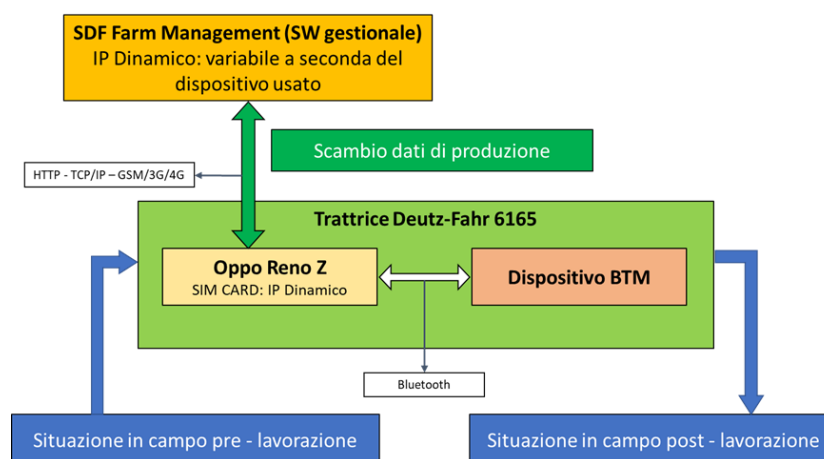 SDF Farm Management (SW gestionale)
IP Dinamico: variabile a seconda del
dispositivo usato
Scambio dati di produzione
HTTP - TCP/IP – GSM/3G/4G
Trattrice Deutz-Fahr 6165
Oppo Reno Z
SIM CARD: IP Dinamico
Dispositivo BTM
Bluetooth
Situazione in campo pre - lavorazione
Situazione in campo post - lavorazione